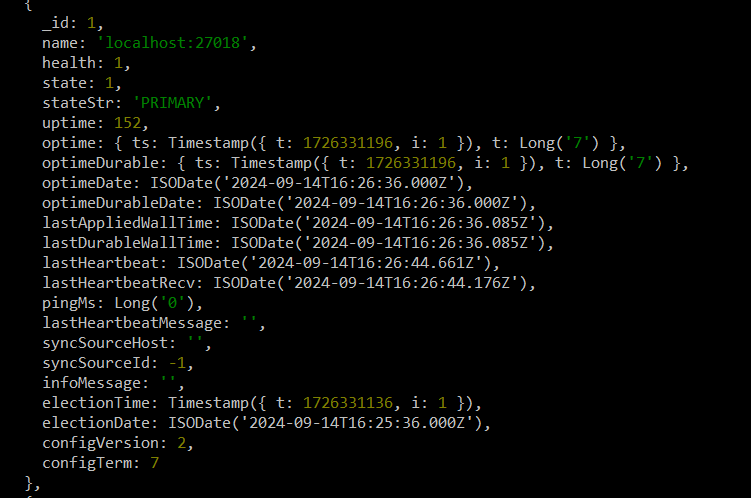 {
_id: 1,
name: 'localhost:27018',
health: 1,
state: 1,
stateStr: 'PRIMARY',
uptime: 152,
optime: { ts: Timestamp({ t: 1726331196, i: 1 }), t: Long('7') },
optimeDurable: { ts: Timestamp({ t: 1726331196, i: 1 }), t: Long('7') },
optimeDate: ISODate('2024-09-14T16:26:36.000Z'),
optimeDurableDate: ISODate('2024-09-14T16:26:36.000Z'),
lastAppliedWallTime: ISODate('2024-09-14T16:26:36.085Z'),
lastDurableWallTime: ISODate('2024-09-14T16:26:36.085Z'),
lastHeartbeat: ISODate('2024-09-14T16:26:44.661Z'),
lastHeartbeatRecv: ISODate('2024-09-14T16:26:44.176Z'),
pingMs: Long('0'),
lastHeartbeatMessage: '',
syncSourceHost: '',
syncSourceId: -1,
infoMessage: '',
electionTime: Timestamp({ t: 1726331136, i: 1 }),
electionDate: ISODate('2024-09-14T16:25:36.000Z'),
configVersion: 2,
configTerm: 7
},